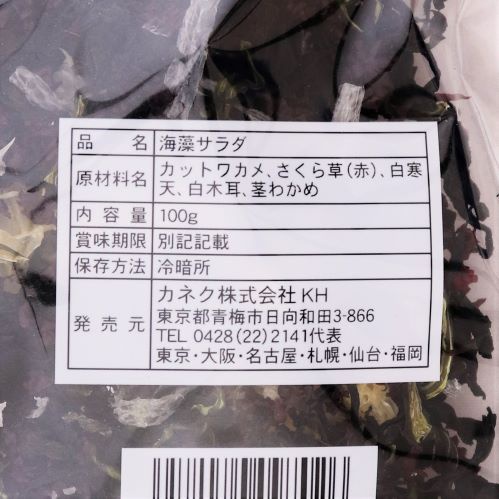 品名 海藻サラダ
原材料名 カットワカメ、さくら草(赤)、白寒
天、白木耳、茎わかめ
内容量 100g
賞味期限 別記記載
保存方法 冷暗所
発売元 カネク株式会社 KH
東京都青梅市日向和田3-866
TEL 0428(22)2141代表
東京・大阪・名古屋・札幌・仙台・福岡